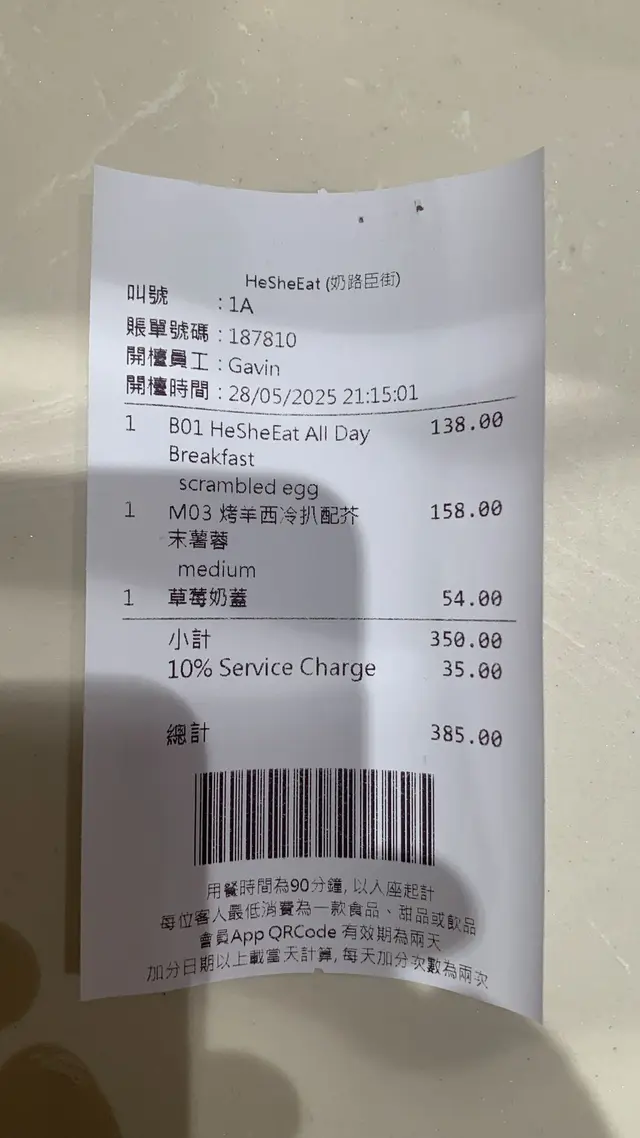 HeSheEat (奶路臣街)
叫號 : 1A
賬單號碼 : 187810
開檯員工 : Gavin
開檯時間 : 28/05/2025 21:15:01
1 B01 HeSheEat All Day 138.00
Breakfast
scrambled egg
1 M03 烤羊西冷扒配芥 158.00
末薯蓉
medium
1 草莓奶蓋 54.00
小計 350.00
10% Service Charge 35.00
總計 385.00
用餐時間為90分鐘, 以入座起計
每位客人最低消費為一款食品、甜品或飲品
會員App QRCode 有效期為兩天
加分日期以上載當天計算, 每天加分次數為兩次